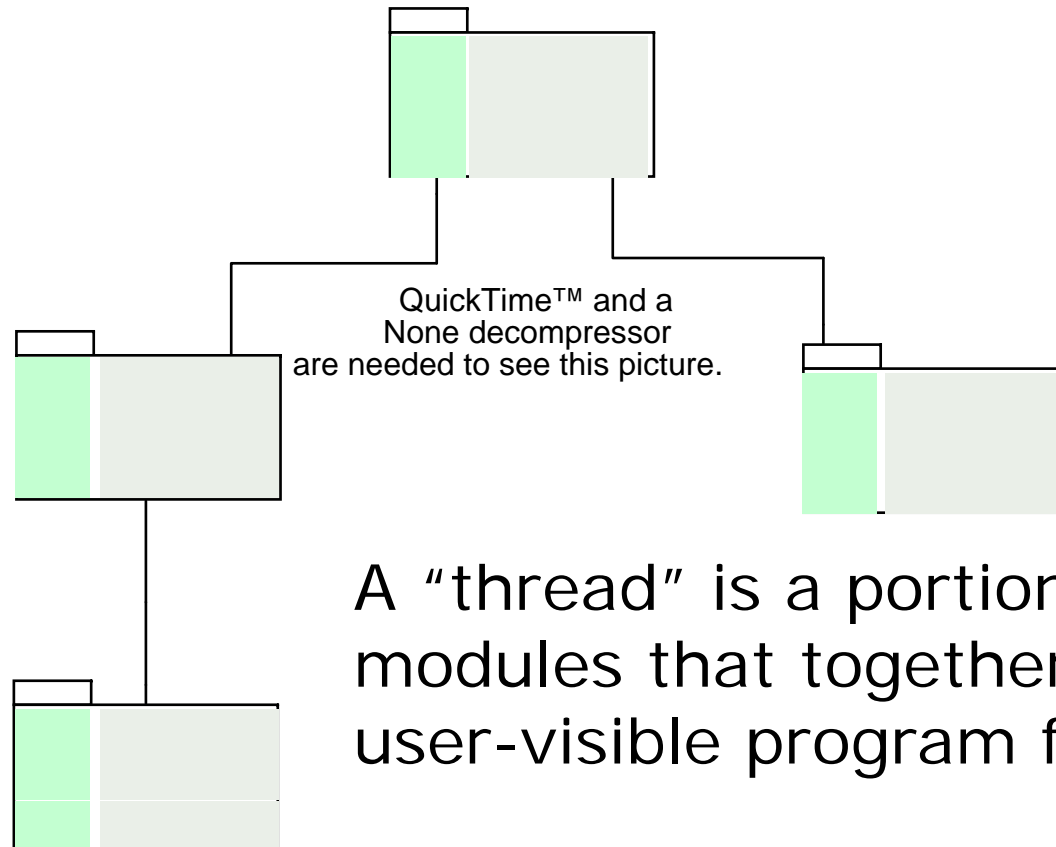 QuickTime™ and a
None decompressor
are needed to see this picture.
A “thread” is a portion
modules that together
user-visible program